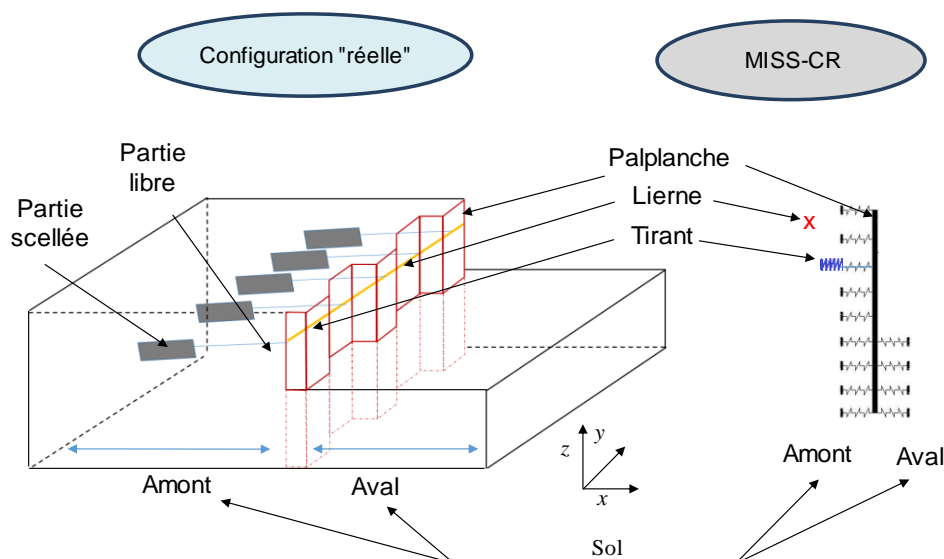 Configuration "réelle"
MISS-CR
Partie
libre
Partie
scellée
Palplanche
Lierne
Tirant
x
Amont
Aval
z
y
x
Amont
Aval
Sol